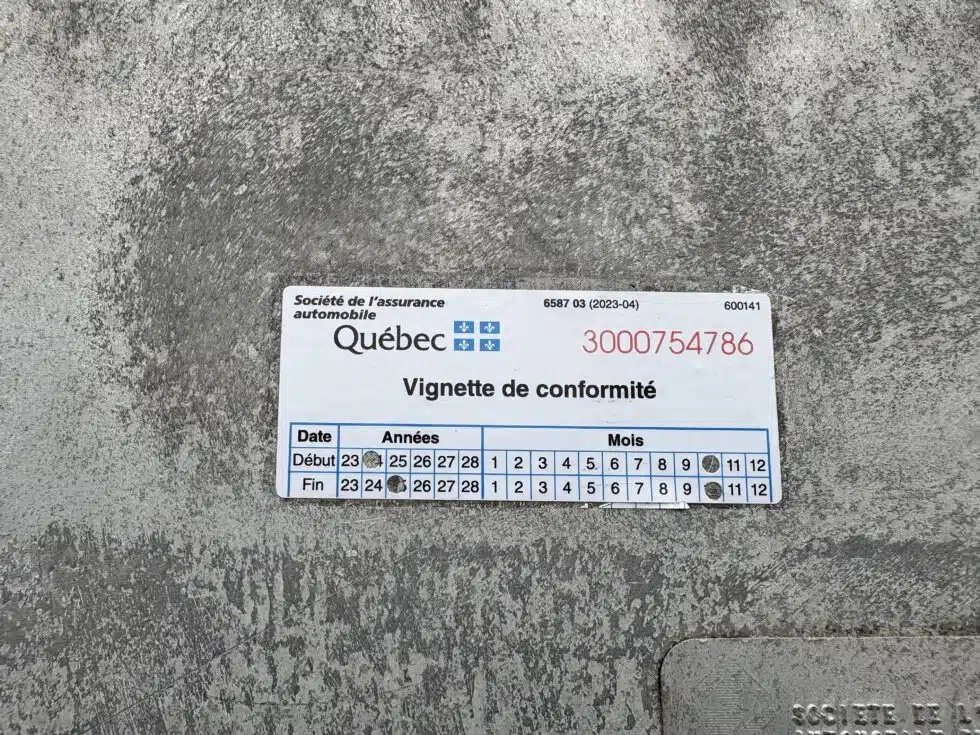 Société de l'assurance
automobile
Québec
6587 03 (2023-04)
600141
3000754786
Vignette de conformité
Date Années Mois
Début 23 25 26 27 28 1 2 3 4 5 6 7 8 9 11 12
Fin 23 24 26 27 28 1 2 3 4 5 6 7 8 9 11 12
SOCIETE DE L